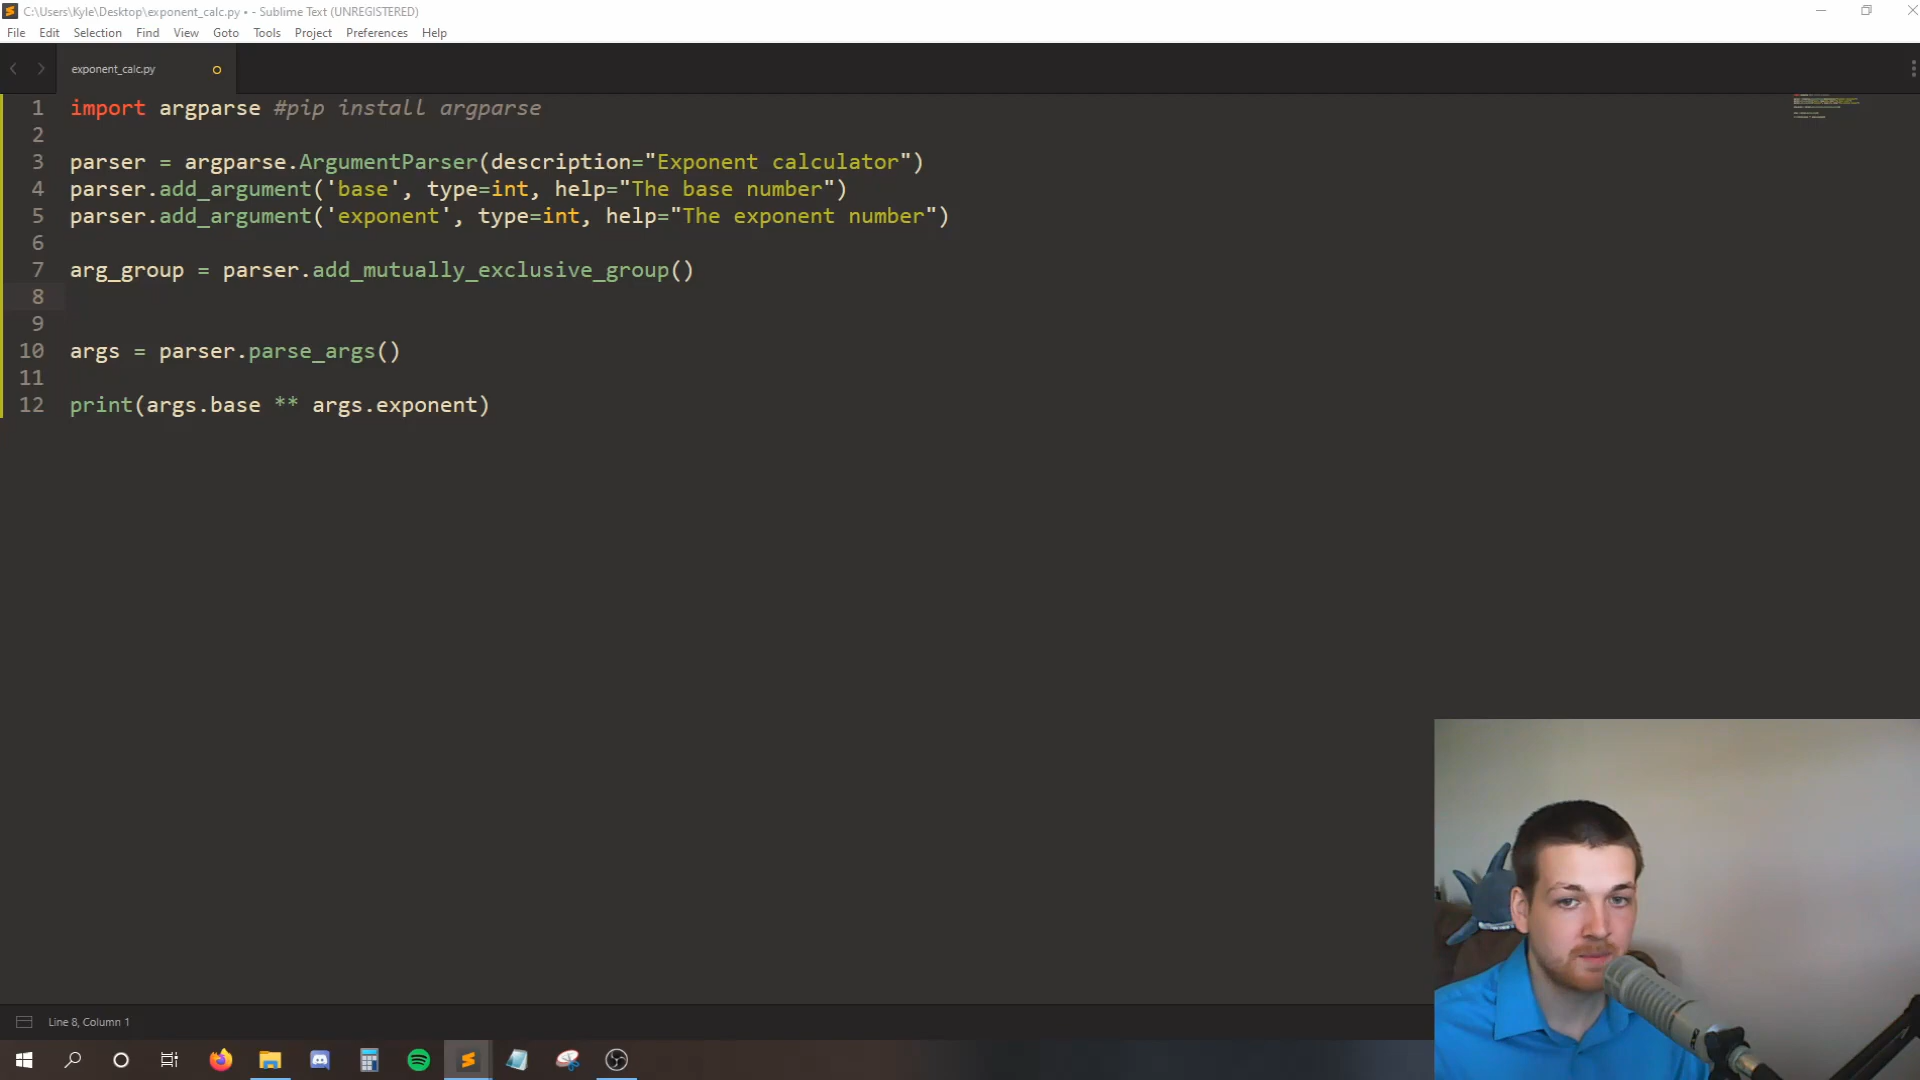 C:\Users\Kyle\Desktop\exponent_calc.py • - Sublime Text (UNREGISTERED)
File Edit Selection Find View Goto Tools Project Preferences Help
exponent_calc.py
1 import argparse #pip install argparse
2
3 parser = argparse.ArgumentParser(description="Exponent calculator")
4 parser.add_argument('base', type=int, help="The base number")
5 parser.add_argument('exponent', type=int, help="The exponent number")
6
7 arg_group = parser.add_mutually_exclusive_group()
8
9
10 args = parser.parse_args()
11
12 print(args.base ** args.exponent)
Line 8, Column 1